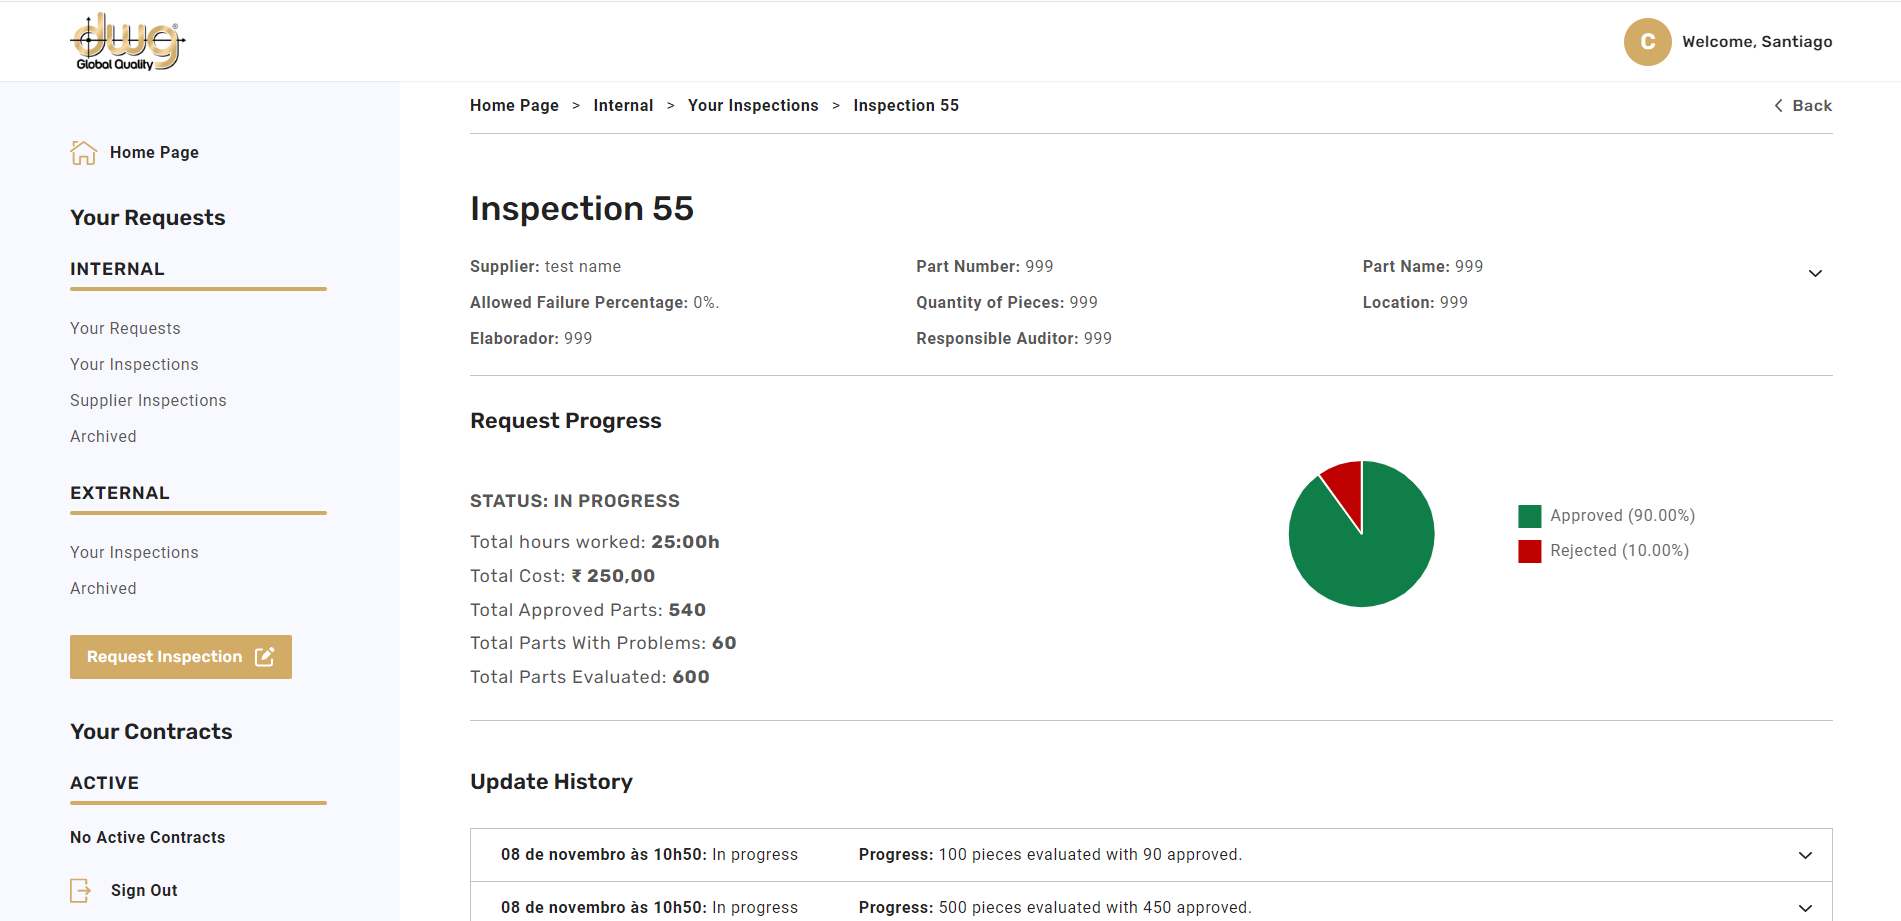 dwg®
Global Quality
C Welcome, Santiago
Home Page > Internal > Your Inspections > Inspection 55
Back
Home Page
Your Requests
INTERNAL
Your Requests
Your Inspections
Supplier Inspections
Archived
EXTERNAL
Your Inspections
Archived
Request Inspection
Your Contracts
ACTIVE
No Active Contracts
Sign Out
Inspection 55
Supplier: test name
Part Number: 999
Part Name: 999
Allowed Failure Percentage: 0%.
Quantity of Pieces: 999
Location: 999
Elaborador: 999
Responsible Auditor: 999
Request Progress
STATUS: IN PROGRESS
Total hours worked: 25:00h
Total Cost: ₹ 250,00
Total Approved Parts: 540
Total Parts With Problems: 60
Total Parts Evaluated: 600
Approved (90.00%)
Rejected (10.00%)
Update History
08 de novembro às 10h50: In progress Progress: 100 pieces evaluated with 90 approved.
08 de novembro às 10h50: In progress Progress: 500 pieces evaluated with 450 approved.